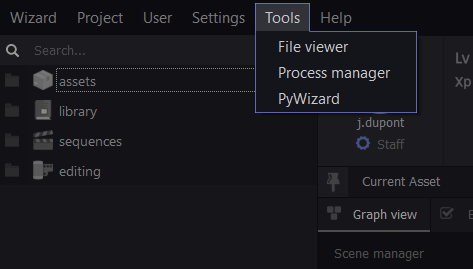 Wizard Project User Settings Tools Help
Search...
assets
library
sequences
editing
File viewer
Process manager
PyWizard
Lv
Xp
j.dupont
Staff
Current Asset
Graph view
Scene manager